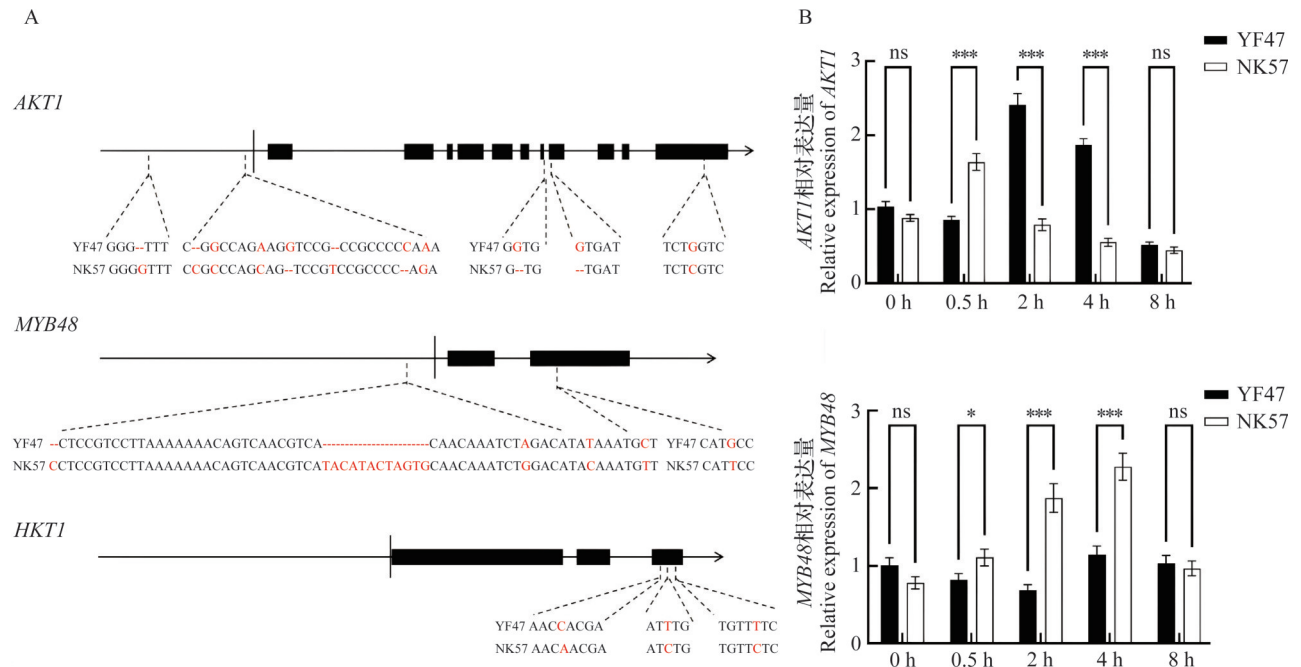 A
AKT1
YF47 GGG--TTT C--GGCCAGAAGGTCCG--CCGCCCCCAAA YF47 GGTG GTGAT TCTGGTC
NK57 GGGGTTT CCGCCCAGCAG--TCCGTCCGCCCC--AGA NK57 G--TG --TGAT TCTCGTC
MYB48
YF47 --CTCCGTCCTTAAAAAAACAGTCAACGTCA----------------------CAACAAATCTAGACATATAAATGCT YF47 CATGCC
NK57 CCTCCGTCCTTAAAAAAACAGTCAACGTCATACATACTAGTGCAACAAATCTGGACATACAAATGTT NK57 CATTCC
HKT1
YF47 AACCACGA ATTTG TGTTTTC
NK57 AACAACGA ATCTG TGTTCTC
B
YF47
NK57
ns *** *** *** ns
AKT1相对表达量
Relative expression of AKT1
3
2
1
0
0 h 0.5 h 2 h 4 h 8 h
YF47
NK57
ns * *** *** ns
MYB48相对表达量
Relative expression of MYB48
3
2
1
0
0 h 0.5 h 2 h 4 h 8 h